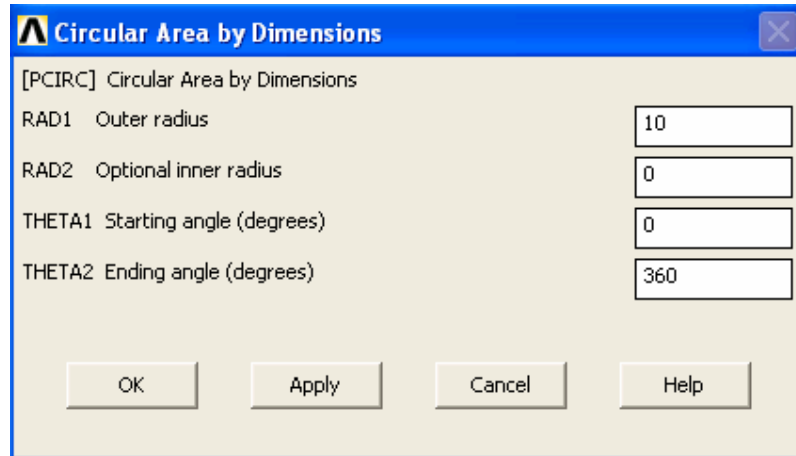 Circular Area by Dimensions
[PCIRC] Circular Area by Dimensions
RAD1 Outer radius 10
RAD2 Optional inner radius 0
THETA1 Starting angle (degrees) 0
THETA2 Ending angle (degrees) 360
OK Apply Cancel Help